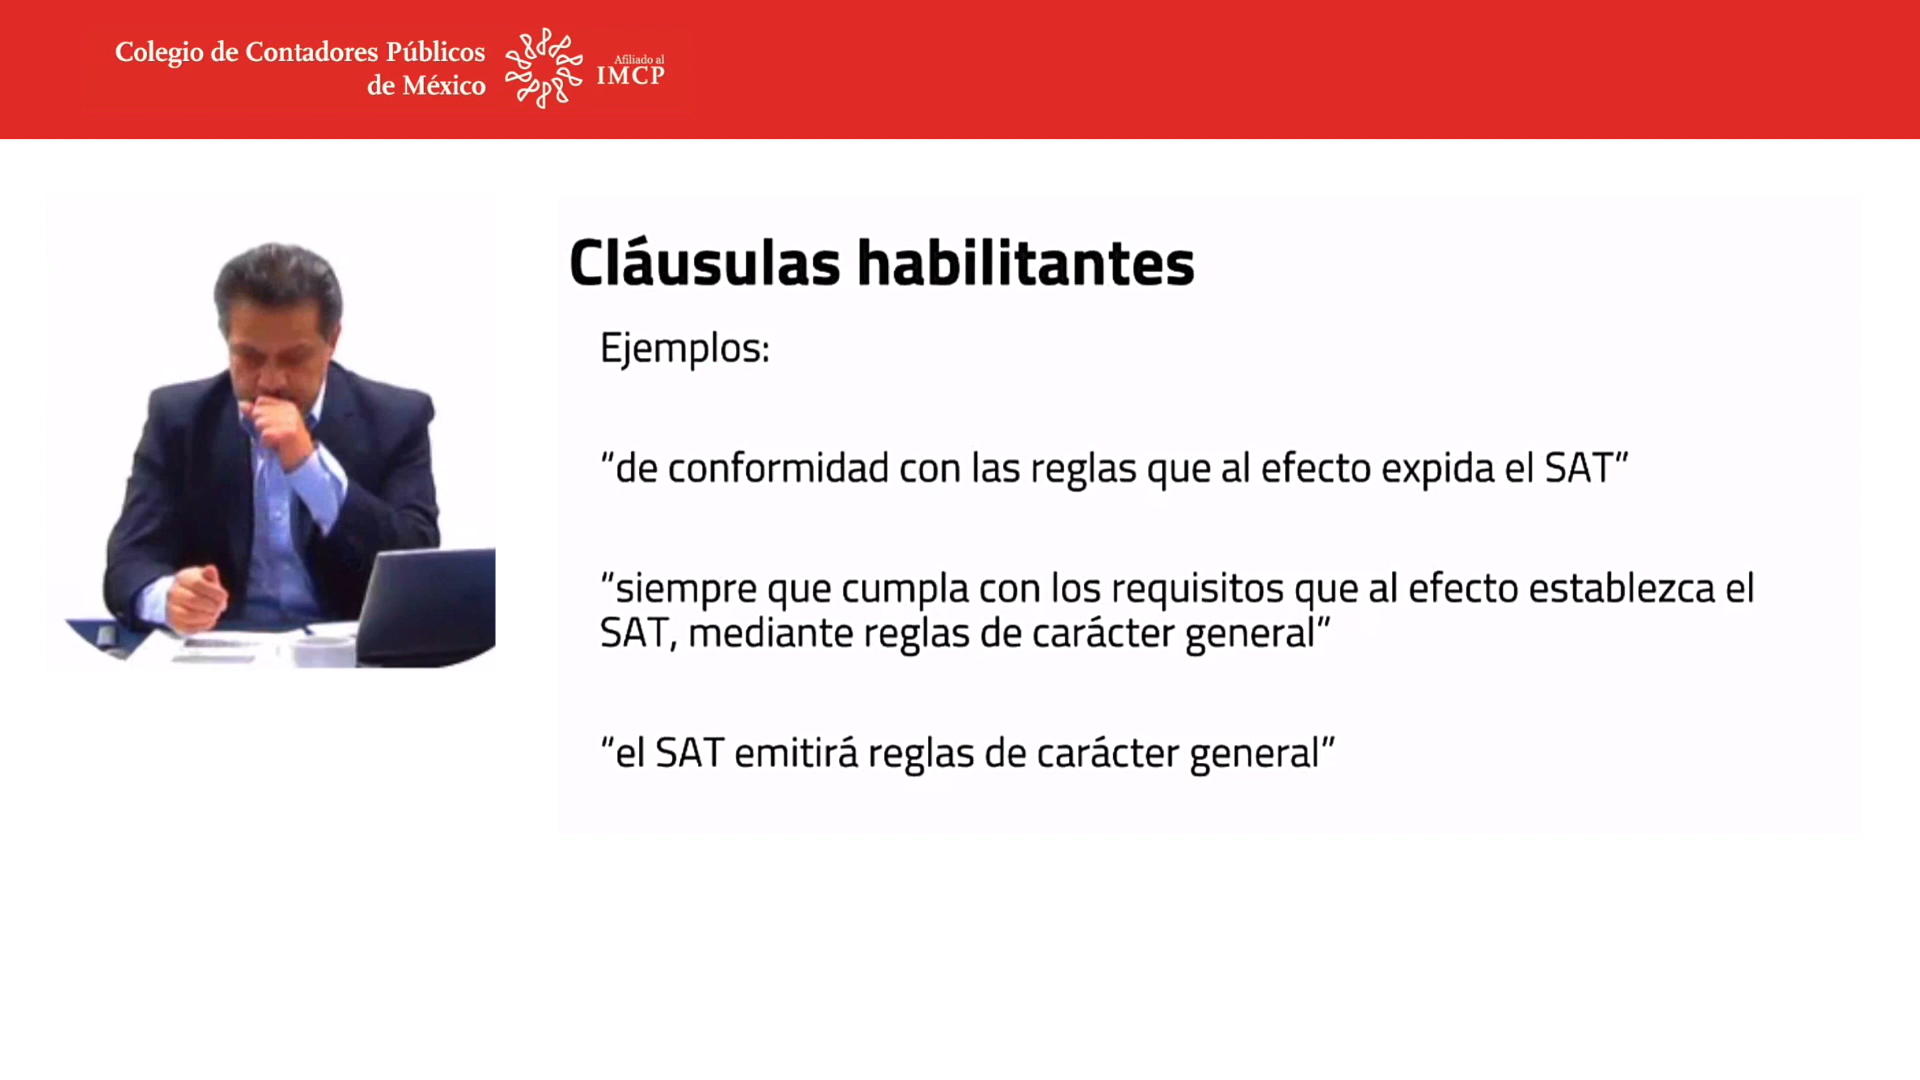 Colegio de Contadores Públicos
de México
Afiliado al
IMCP
Cláusulas habilitantes
Ejemplos:
“de conformidad con las reglas que al efecto expida el SAT”
“siempre que cumpla con los requisitos que al efecto establezca el
SAT, mediante reglas de carácter general”
“el SAT emitirá reglas de carácter general”